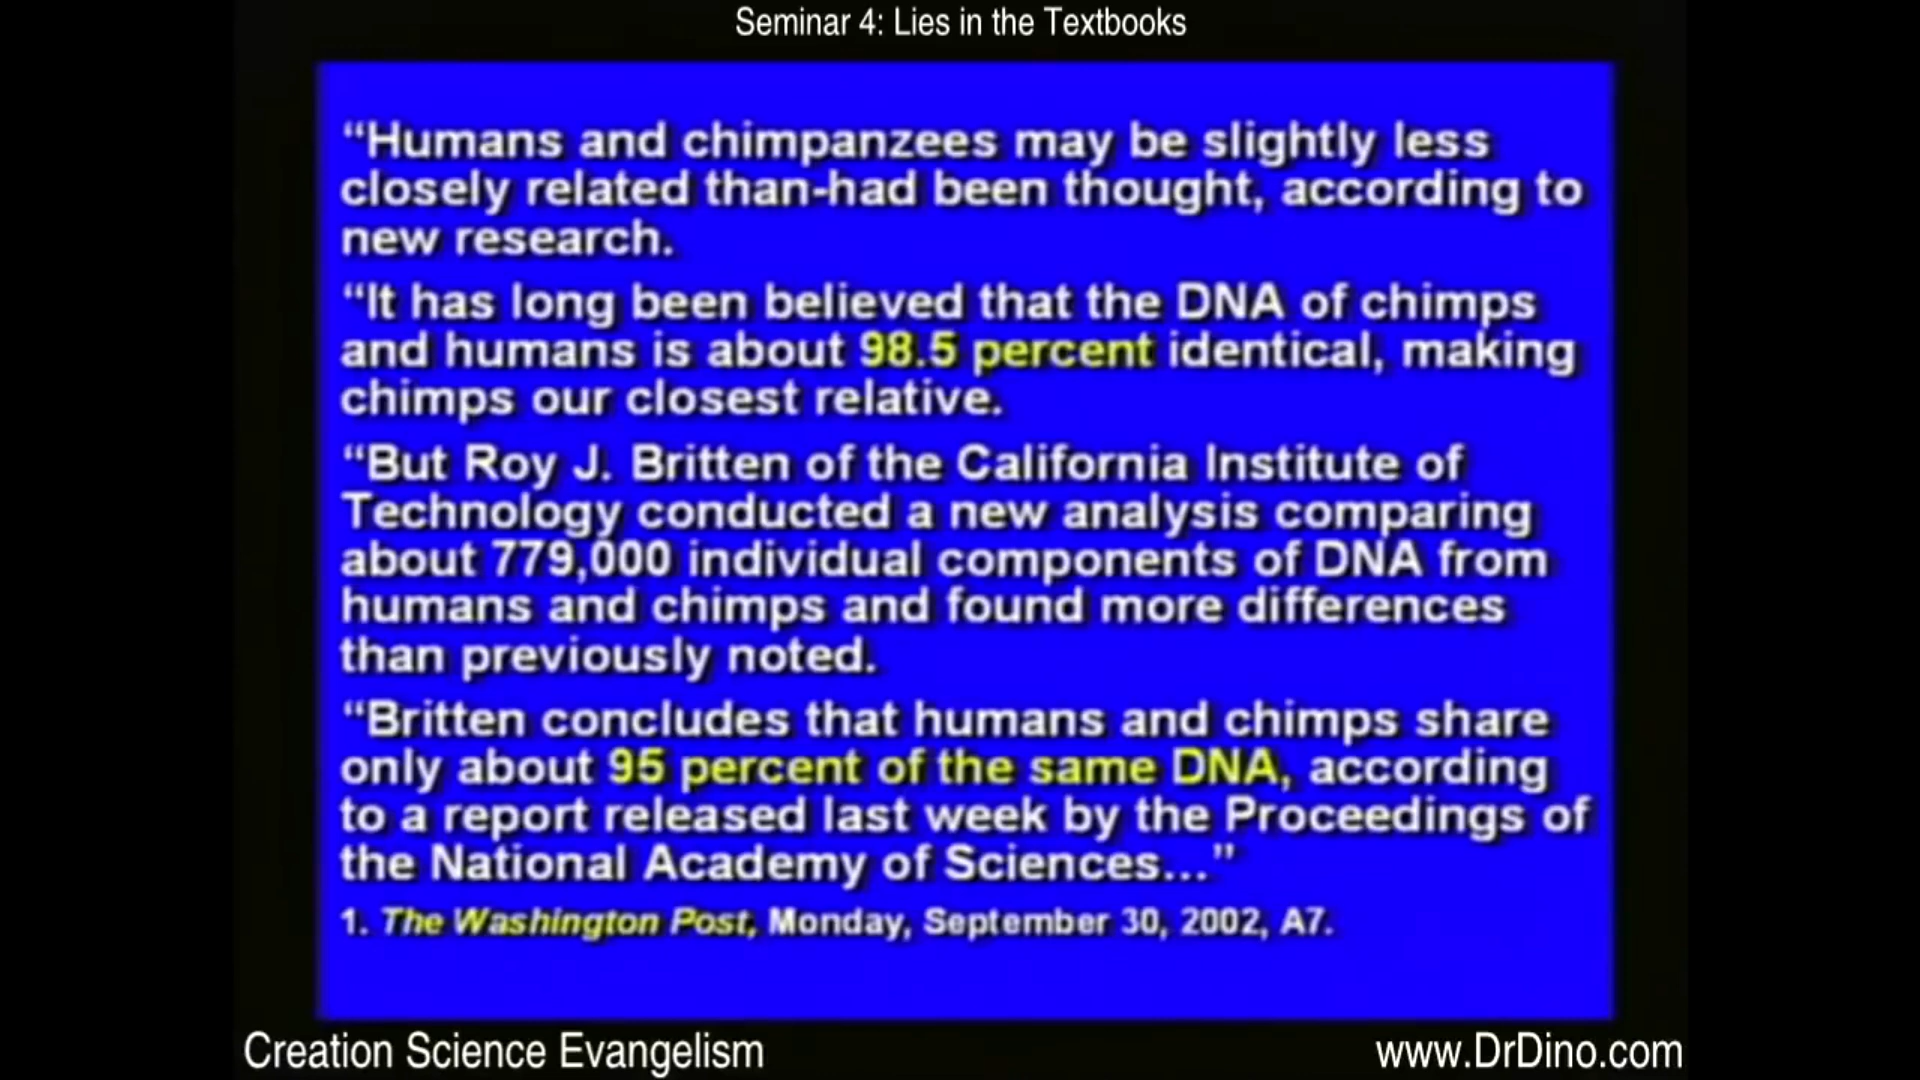 Seminar 4: Lies in the Textbooks
“Humans and chimpanzees may be slightly less
closely related than-had been thought, according to
new research.
“It has long been believed that the DNA of chimps
and humans is about 98.5 percent identical, making
chimps our closest relative.
“But Roy J. Britten of the California Institute of
Technology conducted a new analysis comparing
about 779,000 individual components of DNA from
humans and chimps and found more differences
than previously noted.
“Britten concludes that humans and chimps share
only about 95 percent of the same DNA, according
to a report released last week by the Proceedings of
the National Academy of Sciences...”
1. The Washington Post, Monday, September 30, 2002, A7.
Creation Science Evangelism
www.DrDino.com